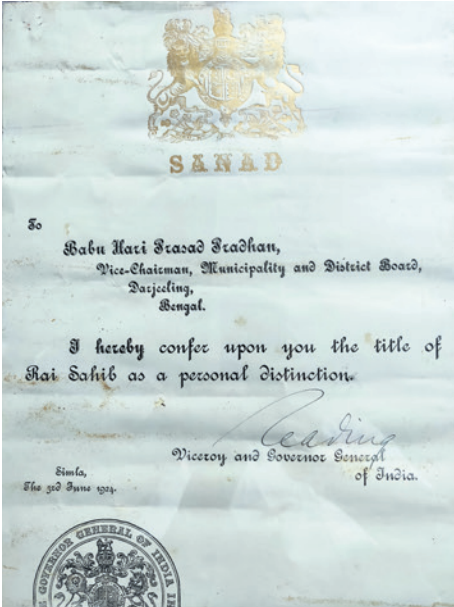 SANAD
To
Babu Hari Prasad Pradhan,
Vice-Chairman, Municipality and District Board,
Darjeeling,
Bengal.
I hereby confer upon you the title of
Rai Sahib as a personal distinction.
Reading
Viceroy and Governor General
of India.
Simla,
The 3rd June 1924.
GOVERNOR GENERAL OF INDIA IN